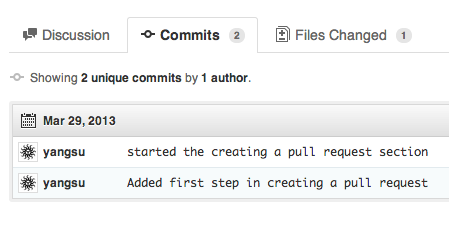 Discussion Commits 2 Files Changed 1
Showing 2 unique commits by 1 author.
Mar 29, 2013
yangsu started the creating a pull request section
yangsu Added first step in creating a pull request